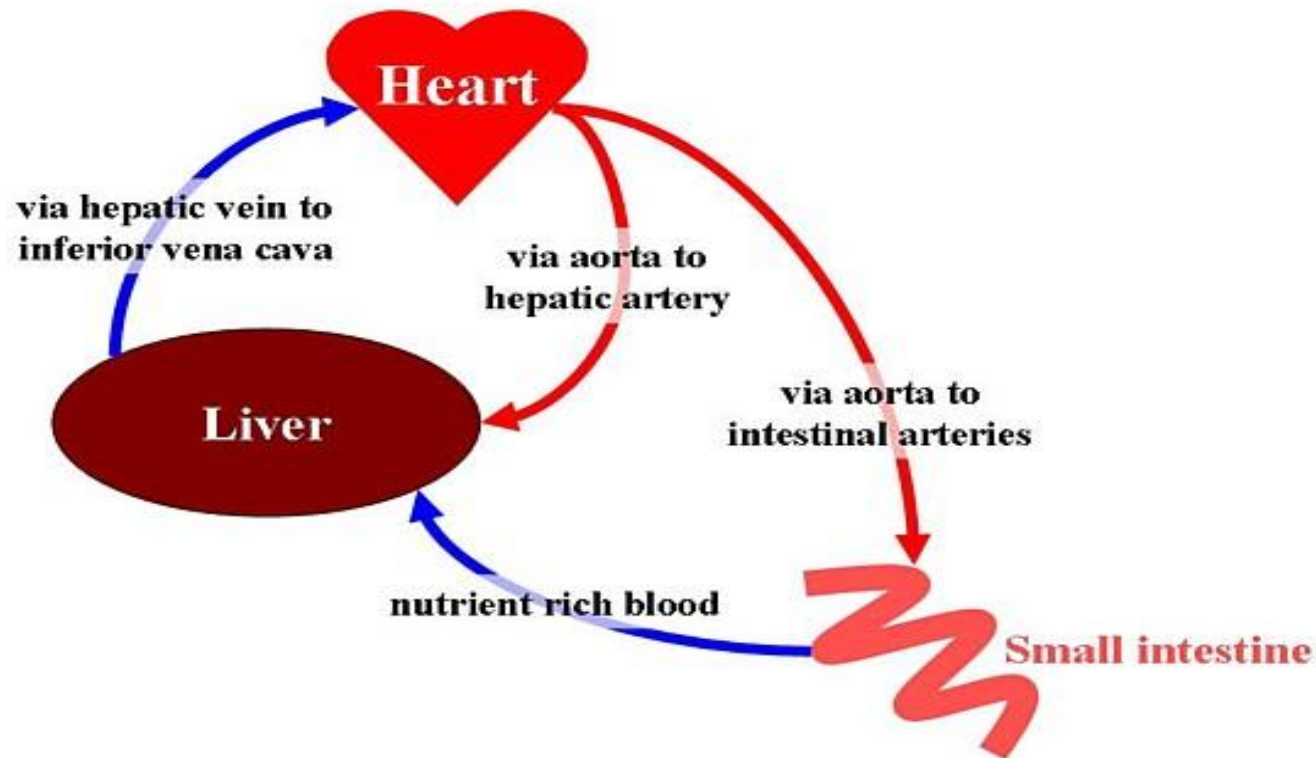 Heart
via hepatic vein to
inferior vena cava
via aorta to
hepatic artery
via aorta to
intestinal arteries
Liver
nutrient rich blood
Small intestine